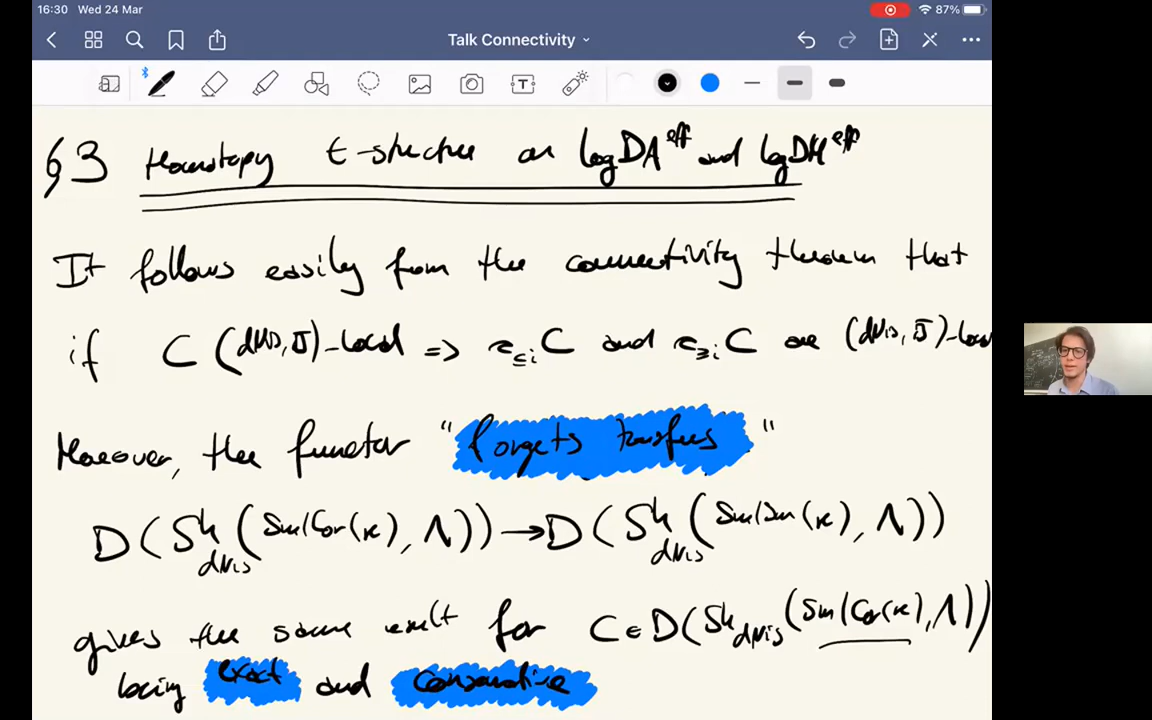 16:30 Wed 24 Mar
87%
Talk Connectivity
§3 Homotopy t-structure on logDA^eff and logDM^eff
It follows easily from the connectivity theorem that
if C (dNis, □̅)-local => τ≤i C and τ≥i C are (dNis, □̅)-local
Moreover, the functor "forgets transfers"
D(Sh_dNis(SmlCor(k), Λ)) → D(Sh_dNis(SmlSm(k), Λ))
gives the same result for C ∈ D(Sh_dNis(SmlCor(k), Λ))
being exact and conservative